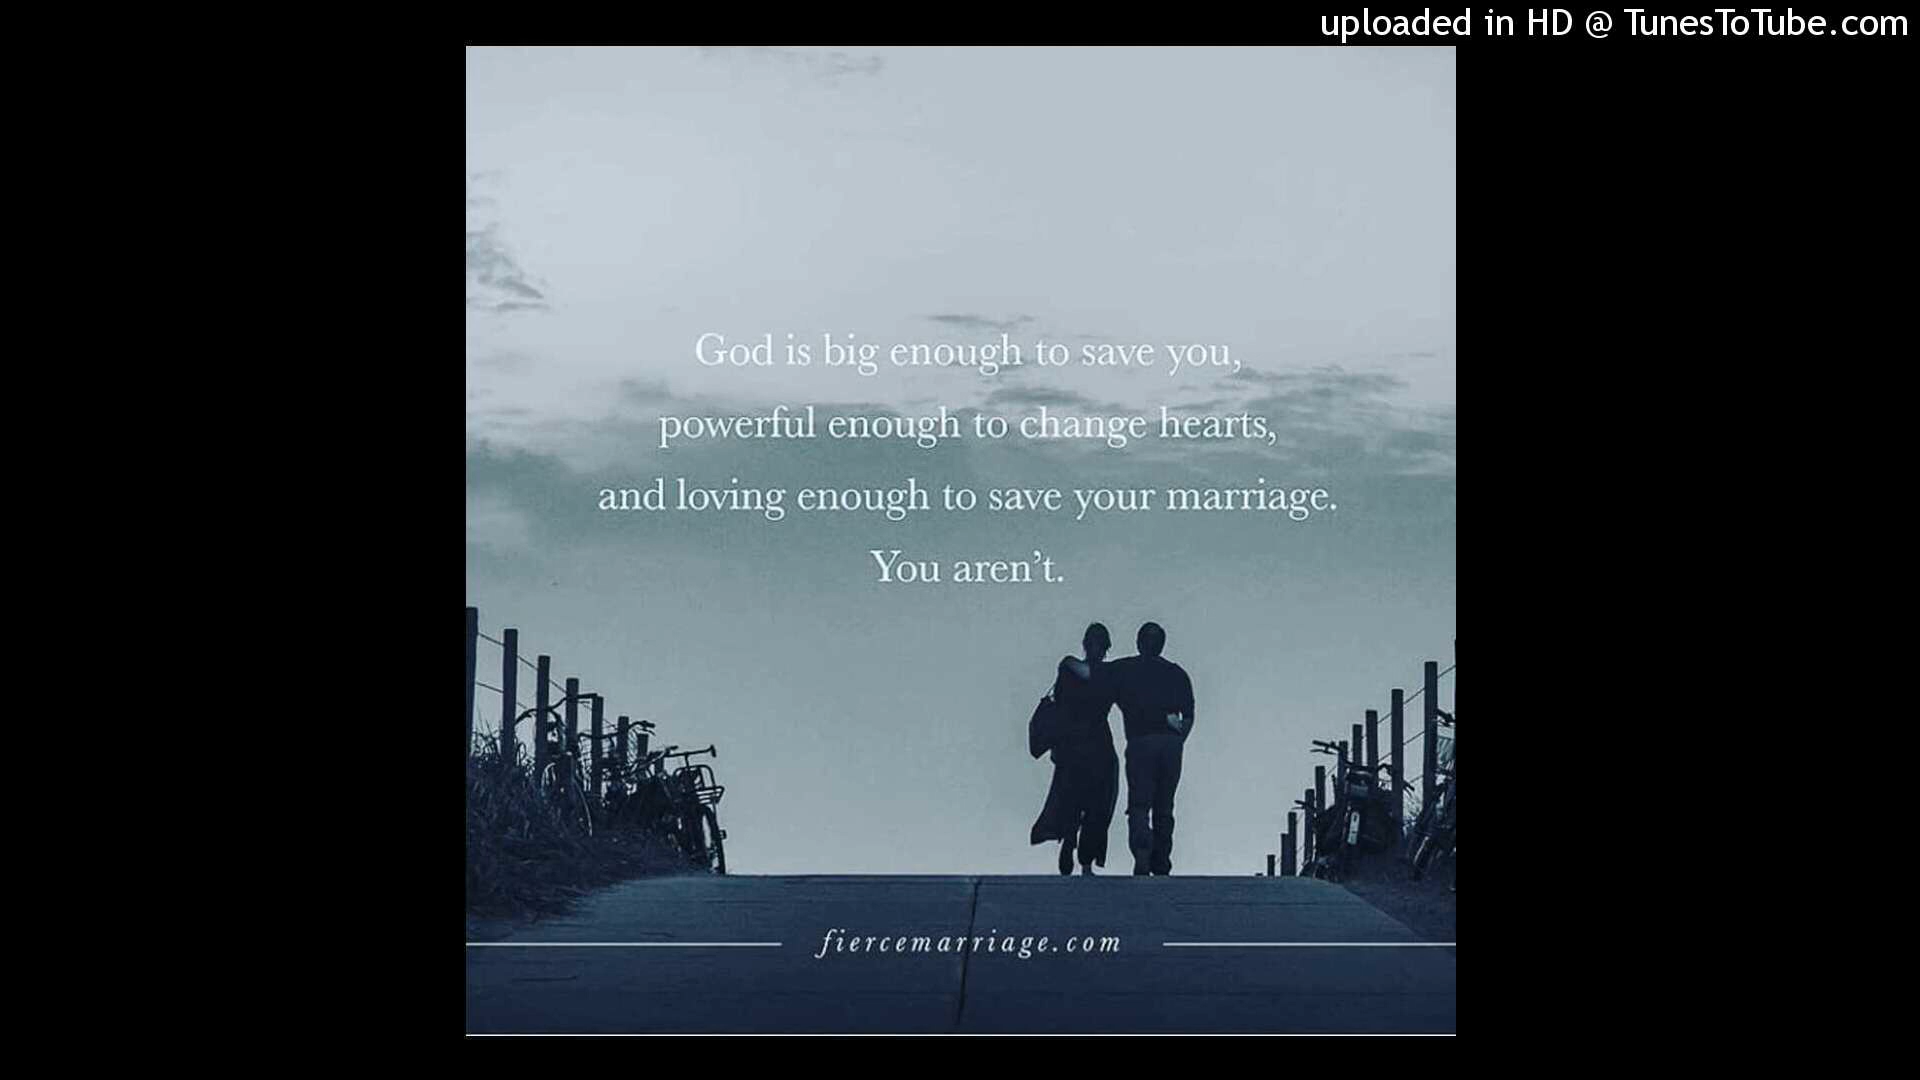 uploaded in HD @ TunesToTube.com
God is big enough to save you,
powerful enough to change hearts,
and loving enough to save your marriage.
You aren’t.
fiercemarriage.com